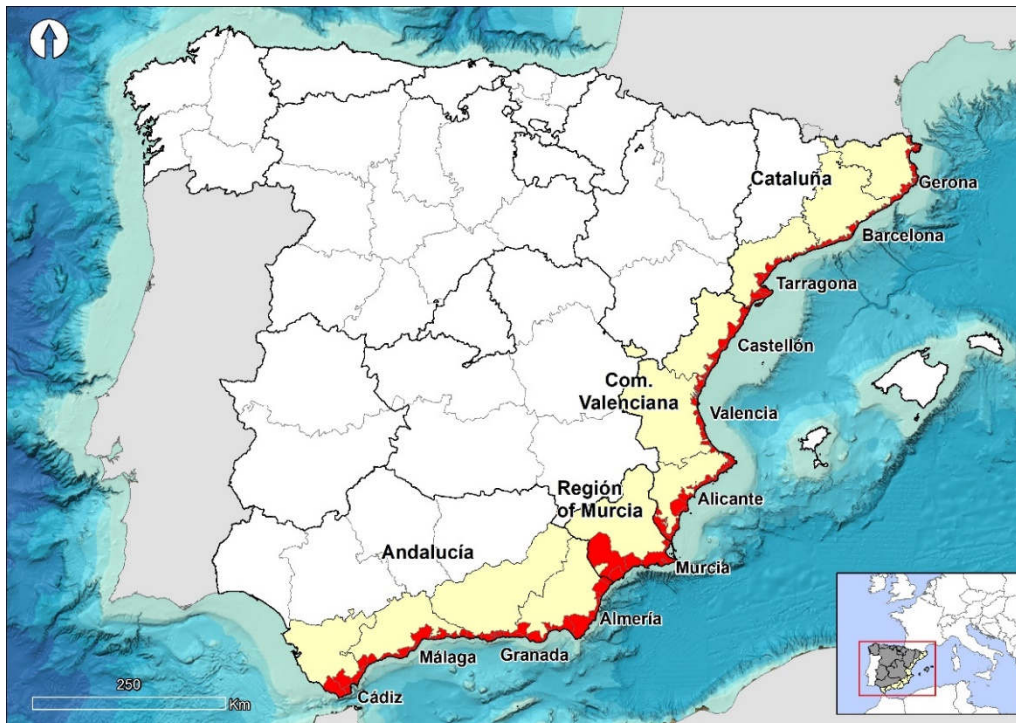 Cataluña
Gerona
Barcelona
Tarragona
Castellón
Com.
Valenciana
Valencia
Región
of Murcia
Alicante
Andalucía
Murcia
Almería
Málaga
Granada
Cádiz
250
Km